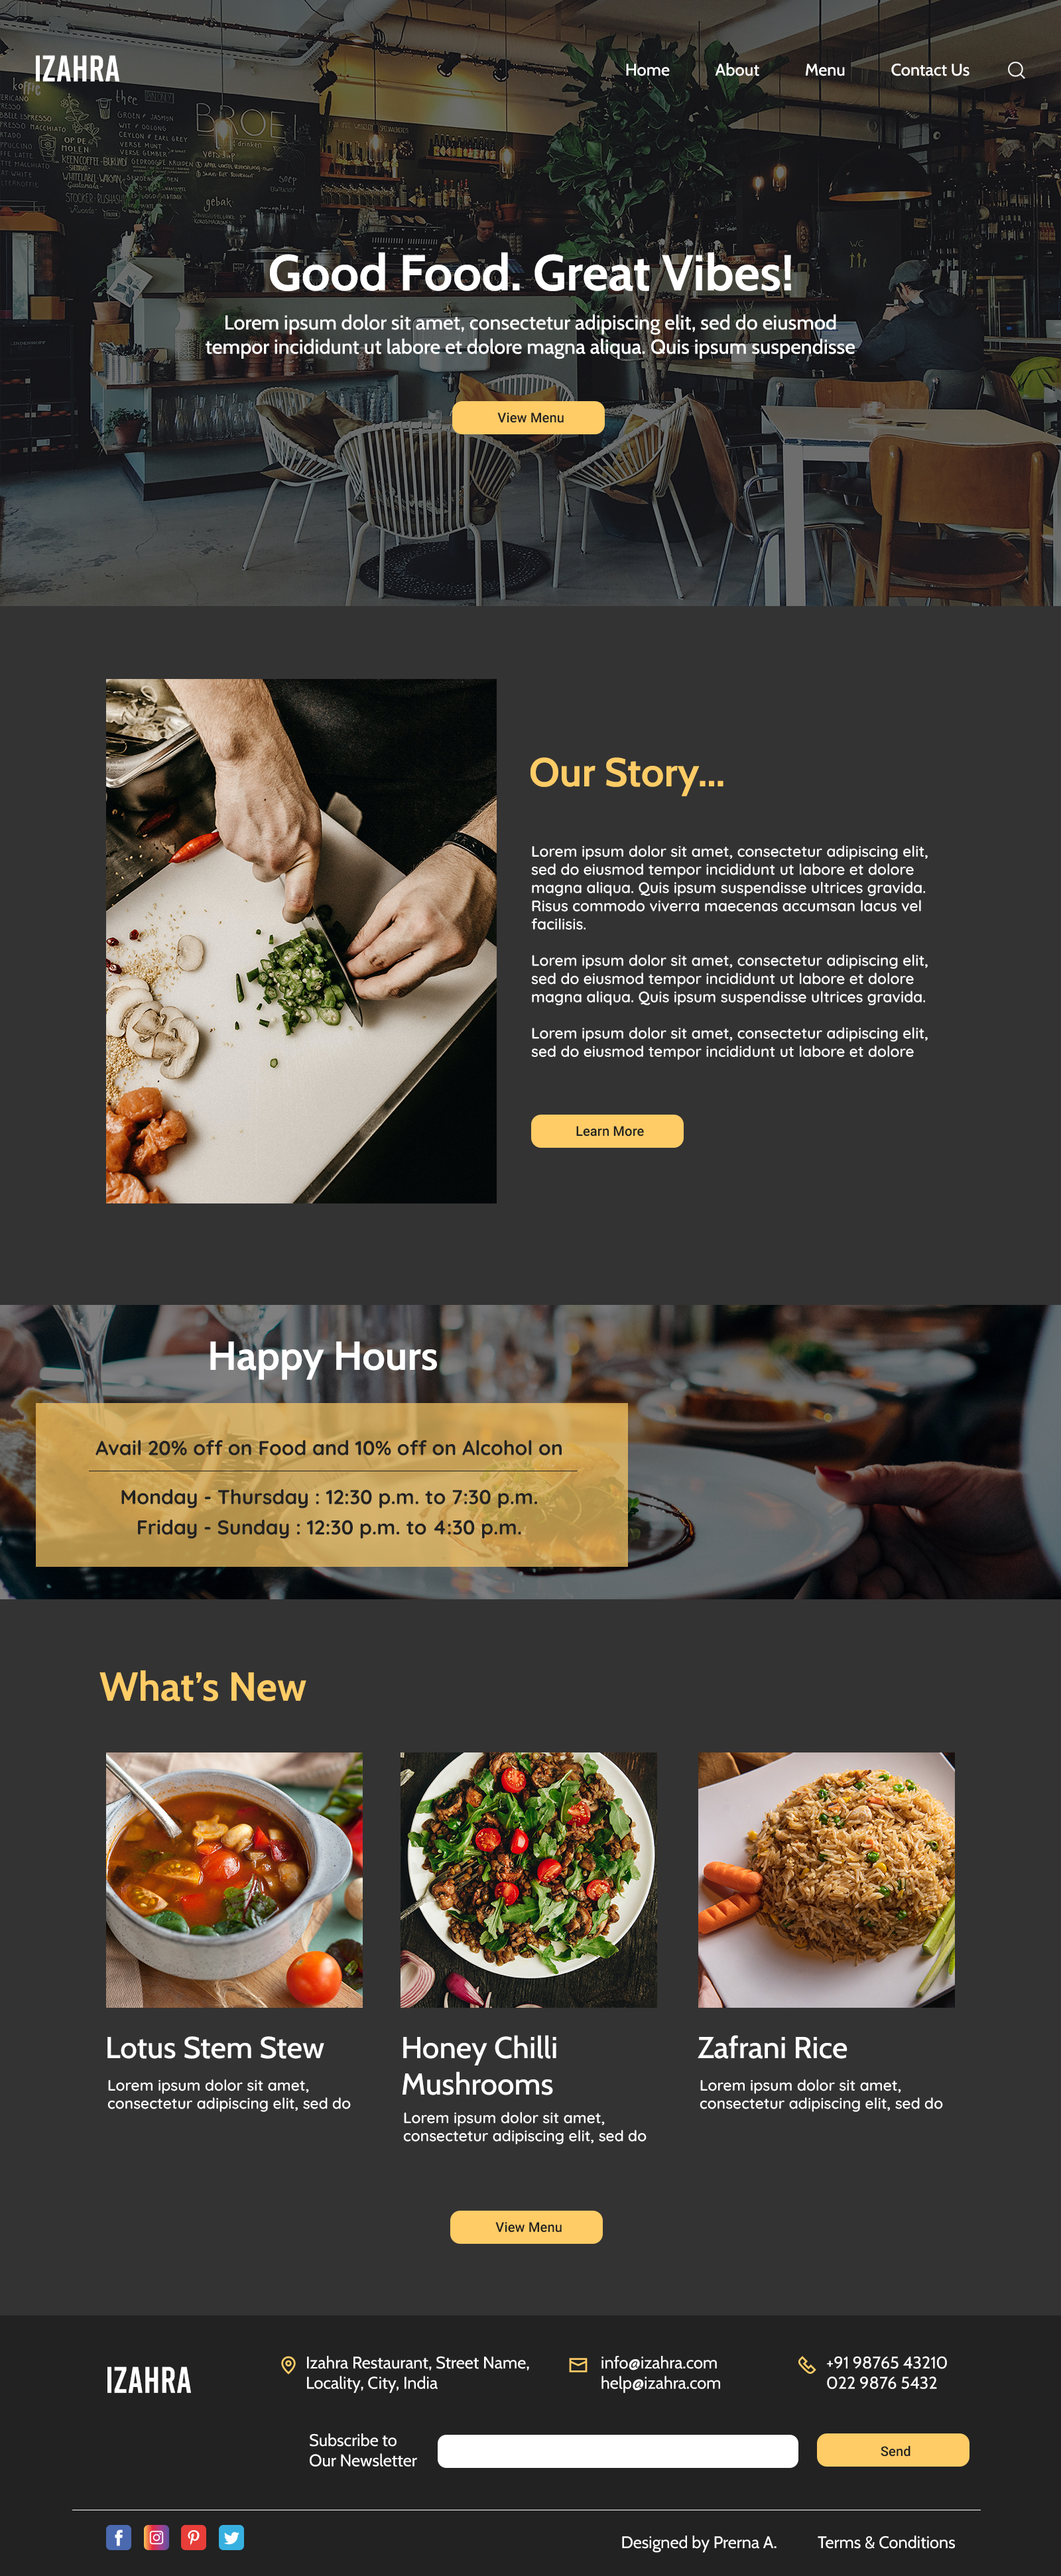 IZAHRA
Home
About
Menu
Contact Us
koffie
thee
BROE!
gebak
Good Food. Great Vibes!
Lorem ipsum dolor sit amet, consectetur adipiscing elit, sed do eiusmod
tempor incididunt ut labore et dolore magna aliqua. Quis ipsum suspendisse
View Menu
Our Story...
Lorem ipsum dolor sit amet, consectetur adipiscing elit,
sed do eiusmod tempor incididunt ut labore et dolore
magna aliqua. Quis ipsum suspendisse ultrices gravida.
Risus commodo viverra maecenas accumsan lacus vel
facilisis.
Lorem ipsum dolor sit amet, consectetur adipiscing elit,
sed do eiusmod tempor incididunt ut labore et dolore
magna aliqua. Quis ipsum suspendisse ultrices gravida.
Lorem ipsum dolor sit amet, consectetur adipiscing elit,
sed do eiusmod tempor incididunt ut labore et dolore
Learn More
Happy Hours
Avail 20% off on Food and 10% off on Alcohol on
Monday - Thursday : 12:30 p.m. to 7:30 p.m.
Friday - Sunday : 12:30 p.m. to 4:30 p.m.
What's New
Lotus Stem Stew
Lorem ipsum dolor sit amet,
consectetur adipiscing elit, sed do
Honey Chilli
Mushrooms
Lorem ipsum dolor sit amet,
consectetur adipiscing elit, sed do
Zafrani Rice
Lorem ipsum dolor sit amet,
consectetur adipiscing elit, sed do
View Menu
IZAHRA
Izahra Restaurant, Street Name,
Locality, City, India
info@izahra.com
help@izahra.com
+91 98765 43210
022 9876 5432
Subscribe to
Our Newsletter
Send
Designed by Prerna A.
Terms & Conditions